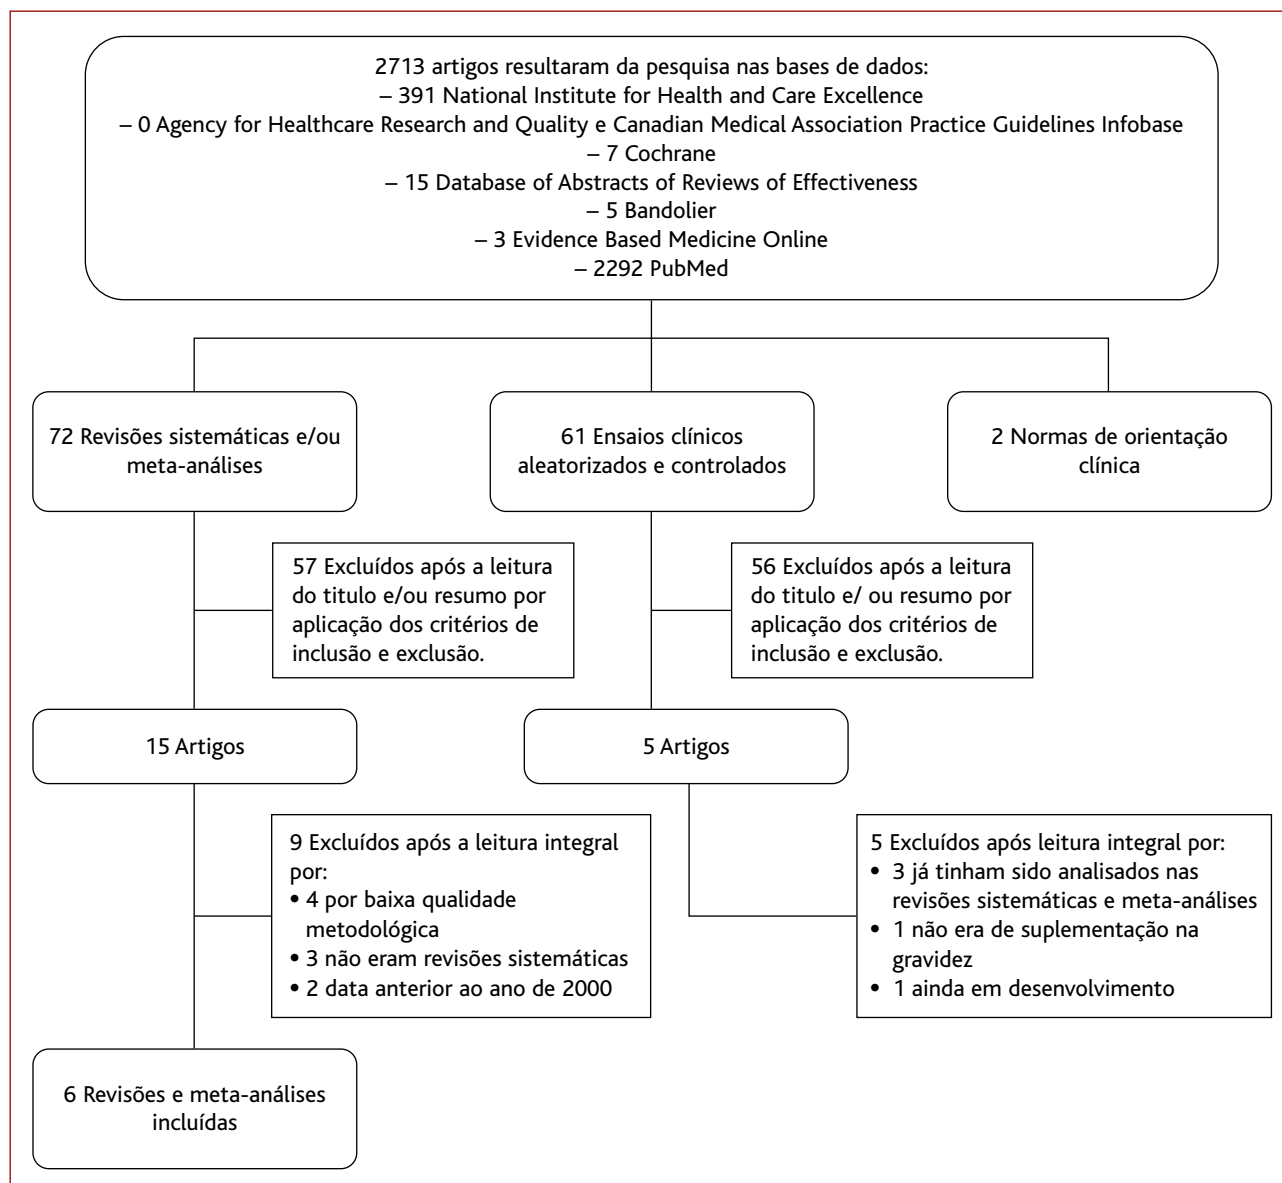 2713 artigos resultaram da pesquisa nas bases de dados:
– 391 National Institute for Health and Care Excellence
– 0 Agency for Healthcare Research and Quality e Canadian Medical Association Practice Guidelines Infobase
– 7 Cochrane
– 15 Database of Abstracts of Reviews of Effectiveness
– 5 Bandolier
– 3 Evidence Based Medicine Online
– 2292 PubMed
72 Revisões sistemáticas e/ou
meta-análises
61 Ensaios clínicos
aleatorizados e controlados
2 Normas de orientação
clínica
57 Excluídos após a leitura
do titulo e/ou resumo por
aplicação dos critérios de
inclusão e exclusão.
56 Excluídos após a leitura
do titulo e/ ou resumo por
aplicação dos critérios de
inclusão e exclusão.
15 Artigos
5 Artigos
9 Excluídos após a leitura integral
por:
• 4 por baixa qualidade
metodológica
• 3 não eram revisões sistemáticas
• 2 data anterior ao ano de 2000
5 Excluídos após leitura integral por:
• 3 já tinham sido analisados nas
revisões sistemáticas e meta-análises
• 1 não era de suplementação na
gravidez
• 1 ainda em desenvolvimento
6 Revisões e meta-análises
incluídas